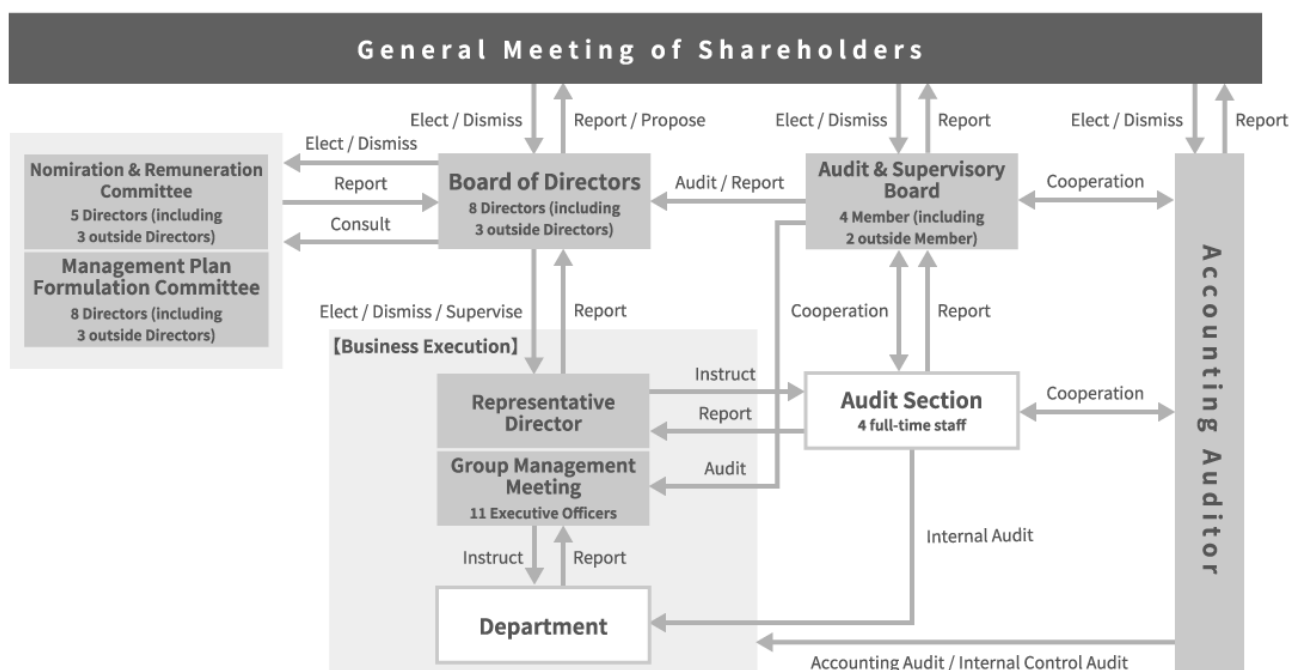 General Meeting of Shareholders
Elect / Dismiss
Report / Propose
Elect / Dismiss
Report
Elect / Dismiss
Report
Nomiration & Remuneration
Committee
5 Directors (including
3 outside Directors)
Management Plan
Formulation Committee
8 Directors (including
3 outside Directors)
Elect / Dismiss
Report
Consult
Board of Directors
8 Directors (including
3 outside Directors)
Audit / Report
Audit & Supervisory
Board
4 Member (including
2 outside Member)
Cooperation
Accounting Auditor
Elect / Dismiss / Supervise
Report
Cooperation
Report
【Business Execution】
Representative
Director
Instruct
Report
Audit Section
4 full-time staff
Cooperation
Group Management
Meeting
11 Executive Officers
Audit
Instruct
Report
Internal Audit
Department
Accounting Audit / Internal Control Audit